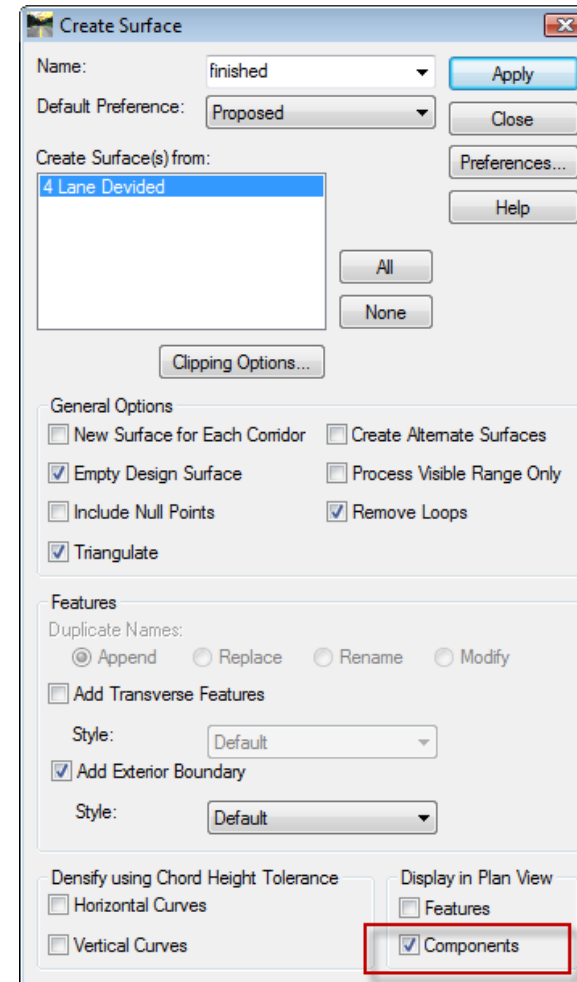 Create Surface
Name:
finished
Apply
Default Preference:
Proposed
Close
Create Surface(s) from:
Preferences...
4 Lane Devided
Help
All
None
Clipping Options...
General Options
New Surface for Each Corridor
Create Alternate Surfaces
Empty Design Surface
Process Visible Range Only
Include Null Points
Remove Loops
Triangulate
Features
Duplicate Names:
Append
Replace
Rename
Modify
Add Transverse Features
Style:
Default
Add Exterior Boundary
Style:
Default
Densify using Chord Height Tolerance
Display in Plan View
Horizontal Curves
Features
Vertical Curves
Components